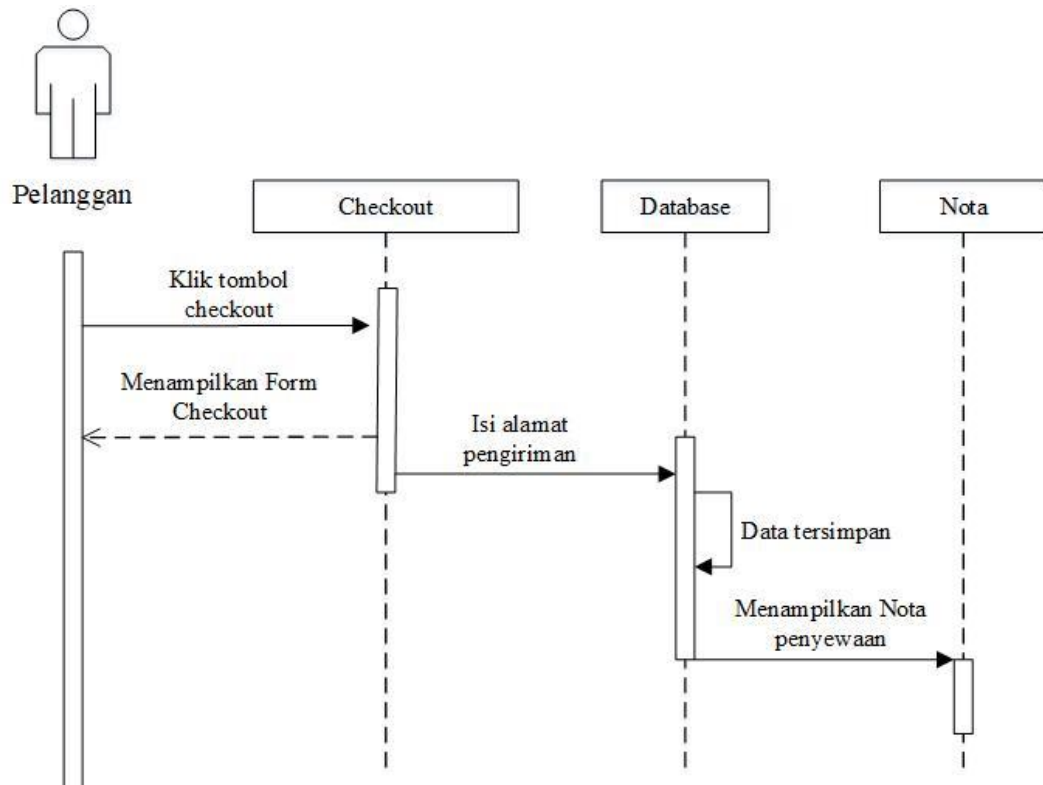 Pelanggan
Checkout
Database
Nota
Klik tombol
checkout
Menampilkan Form
Checkout
Isi alamat
pengiriman
Data tersimpan
Menampilkan Nota
penyewaan